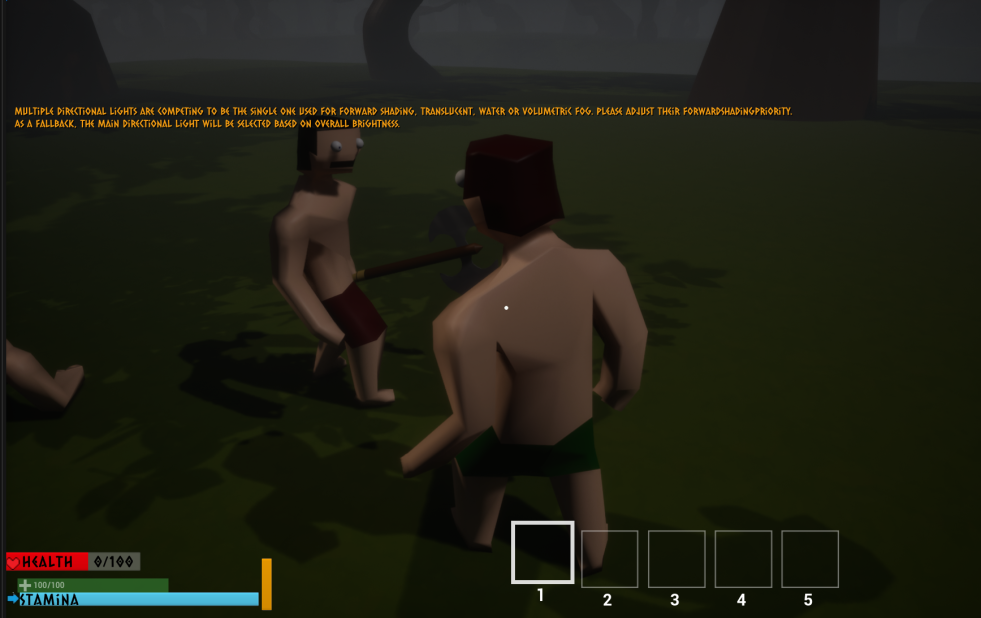 MULTIPLE DIRECTIONAL LIGHTS ARE COMPETING TO BE THE SINGLE ONE USED FOR FORWARD SHADING, TRANSLUCENT, WATER OR VOLUMETRIC FOG. PLEASE ADJUST THEIR FORWARDSHADINGPRIORITY.
AS A FALLBACK, THE MAIN DIRECTIONAL LIGHT WILL BE SELECTED BASED ON OVERALL BRIGHTNESS.
HEALTH 0/100
100/100
STAMINA
1 2 3 4 5